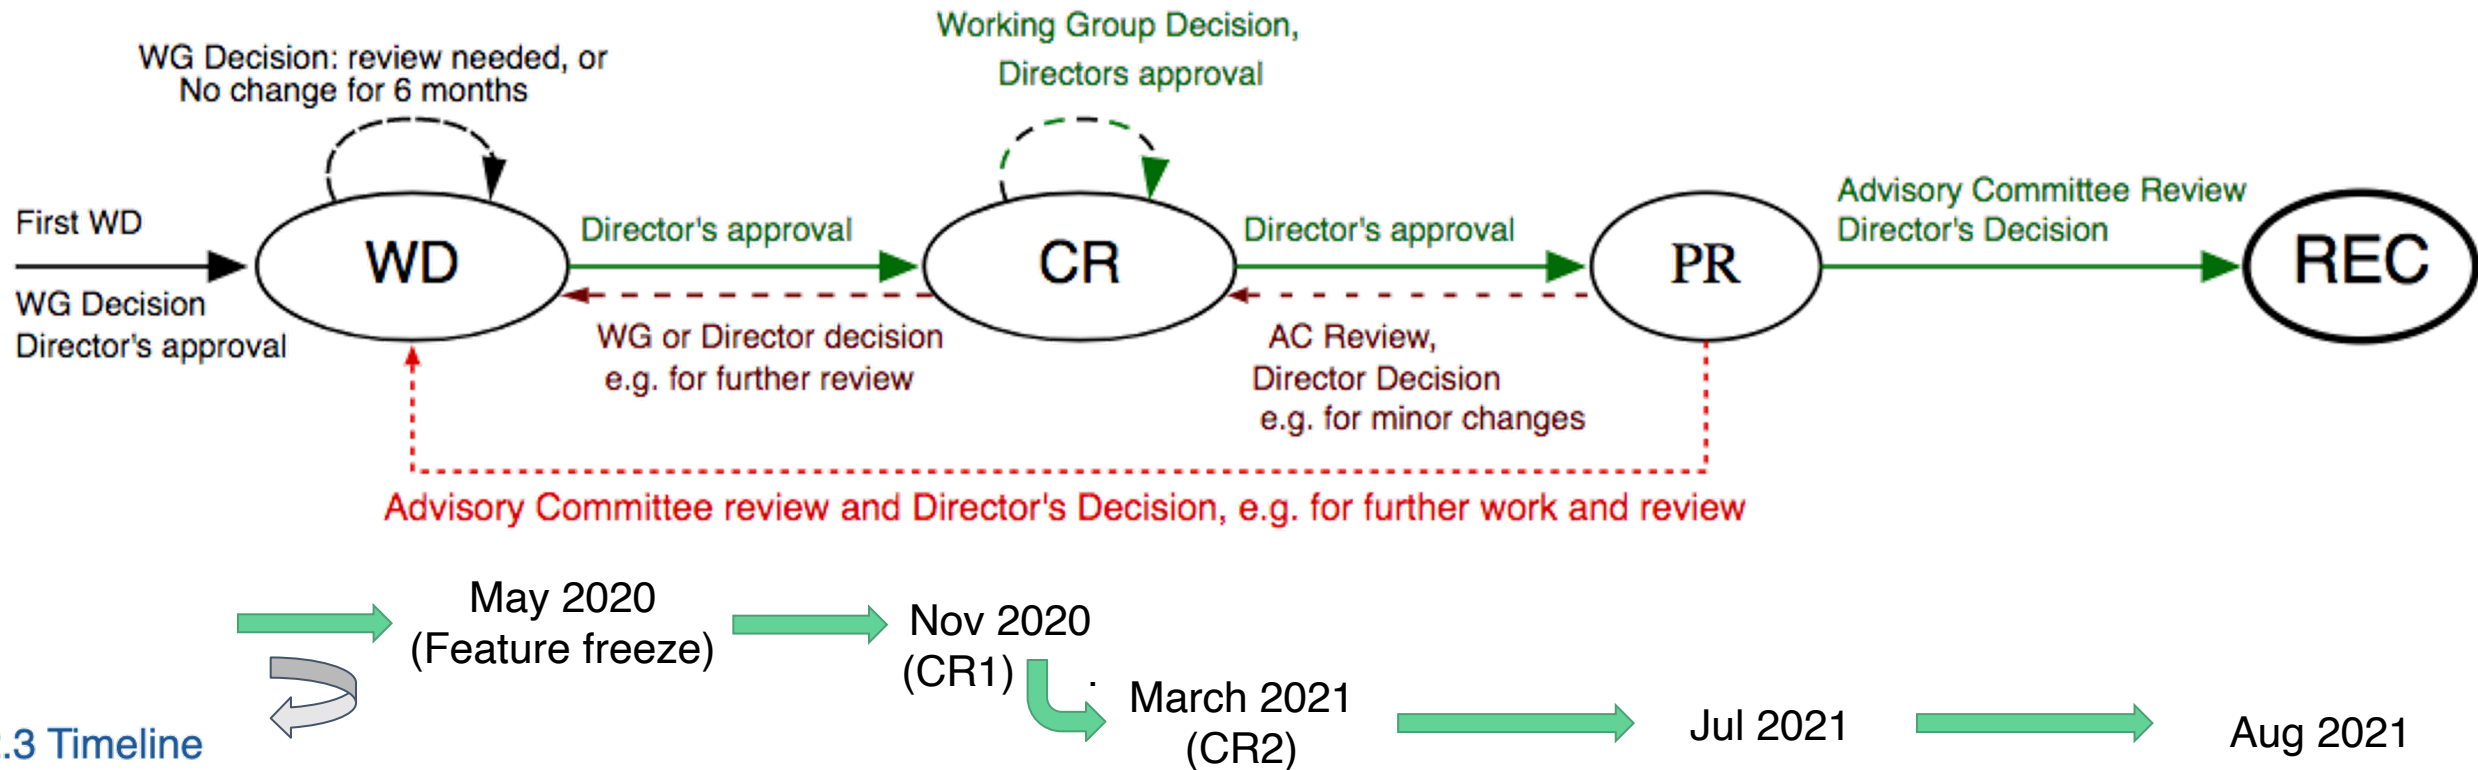 WG Decision: review needed, or
No change for 6 months
Working Group Decision,
Directors approval
First WD
WG Decision
Director's approval
WD
Director's approval
WG or Director decision
e.g. for further review
CR
Director's approval
AC Review,
Director Decision
e.g. for minor changes
PR
Advisory Committee Review
Director's Decision
REC
Advisory Committee review and Director's Decision, e.g. for further work and review
May 2020
(Feature freeze)
Nov 2020
(CR1)
.
March 2021
(CR2)
Jul 2021
Aug 2021
.3 Timeline